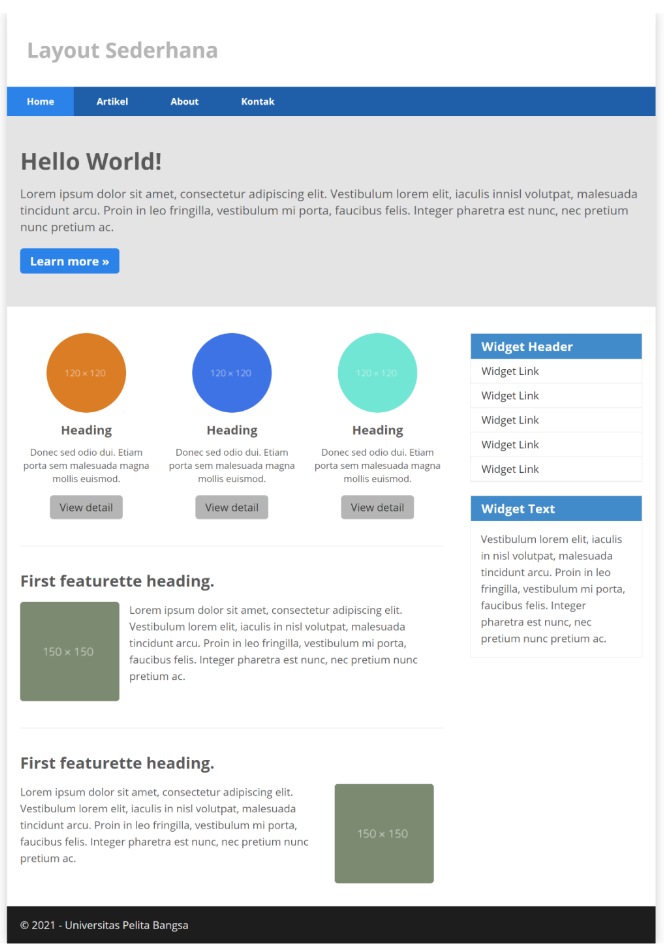 Layout Sederhana
Home Artikel About Kontak
Hello World!
Lorem ipsum dolor sit amet, consectetur adipiscing elit. Vestibulum lorem elit, iaculis innisl volutpat, malesuada
tincidunt arcu. Proin in leo fringilla, vestibulum mi porta, faucibus felis. Integer pharetra est nunc, nec pretium
nunc pretium ac.
Learn more »
120 × 120
Heading
Donec sed odio dui. Etiam
porta sem malesuada magna
mollis euismod.
View detail
120 × 120
Heading
Donec sed odio dui. Etiam
porta sem malesuada magna
mollis euismod.
View detail
120 × 120
Heading
Donec sed odio dui. Etiam
porta sem malesuada magna
mollis euismod.
View detail
First featurette heading.
150 × 150
Lorem ipsum dolor sit amet, consectetur adipiscing elit.
Vestibulum lorem elit, iaculis in nisl volutpat, malesuada
tincidunt arcu. Proin in leo fringilla, vestibulum mi porta,
faucibus felis. Integer pharetra est nunc, nec pretium nunc
pretium ac.
First featurette heading.
Lorem ipsum dolor sit amet, consectetur adipiscing elit.
Vestibulum lorem elit, iaculis in nisl volutpat, malesuada
tincidunt arcu. Proin in leo fringilla, vestibulum mi porta,
faucibus felis. Integer pharetra est nunc, nec pretium nunc
pretium ac.
150 × 150
Widget Header
Widget Link
Widget Link
Widget Link
Widget Link
Widget Link
Widget Text
Vestibulum lorem elit, iaculis
in nisl volutpat, malesuada
tincidunt arcu. Proin in leo
fringilla, vestibulum mi porta,
faucibus felis. Integer
pharetra est nunc, nec
pretium nunc pretium ac.
© 2021 - Universitas Pelita Bangsa